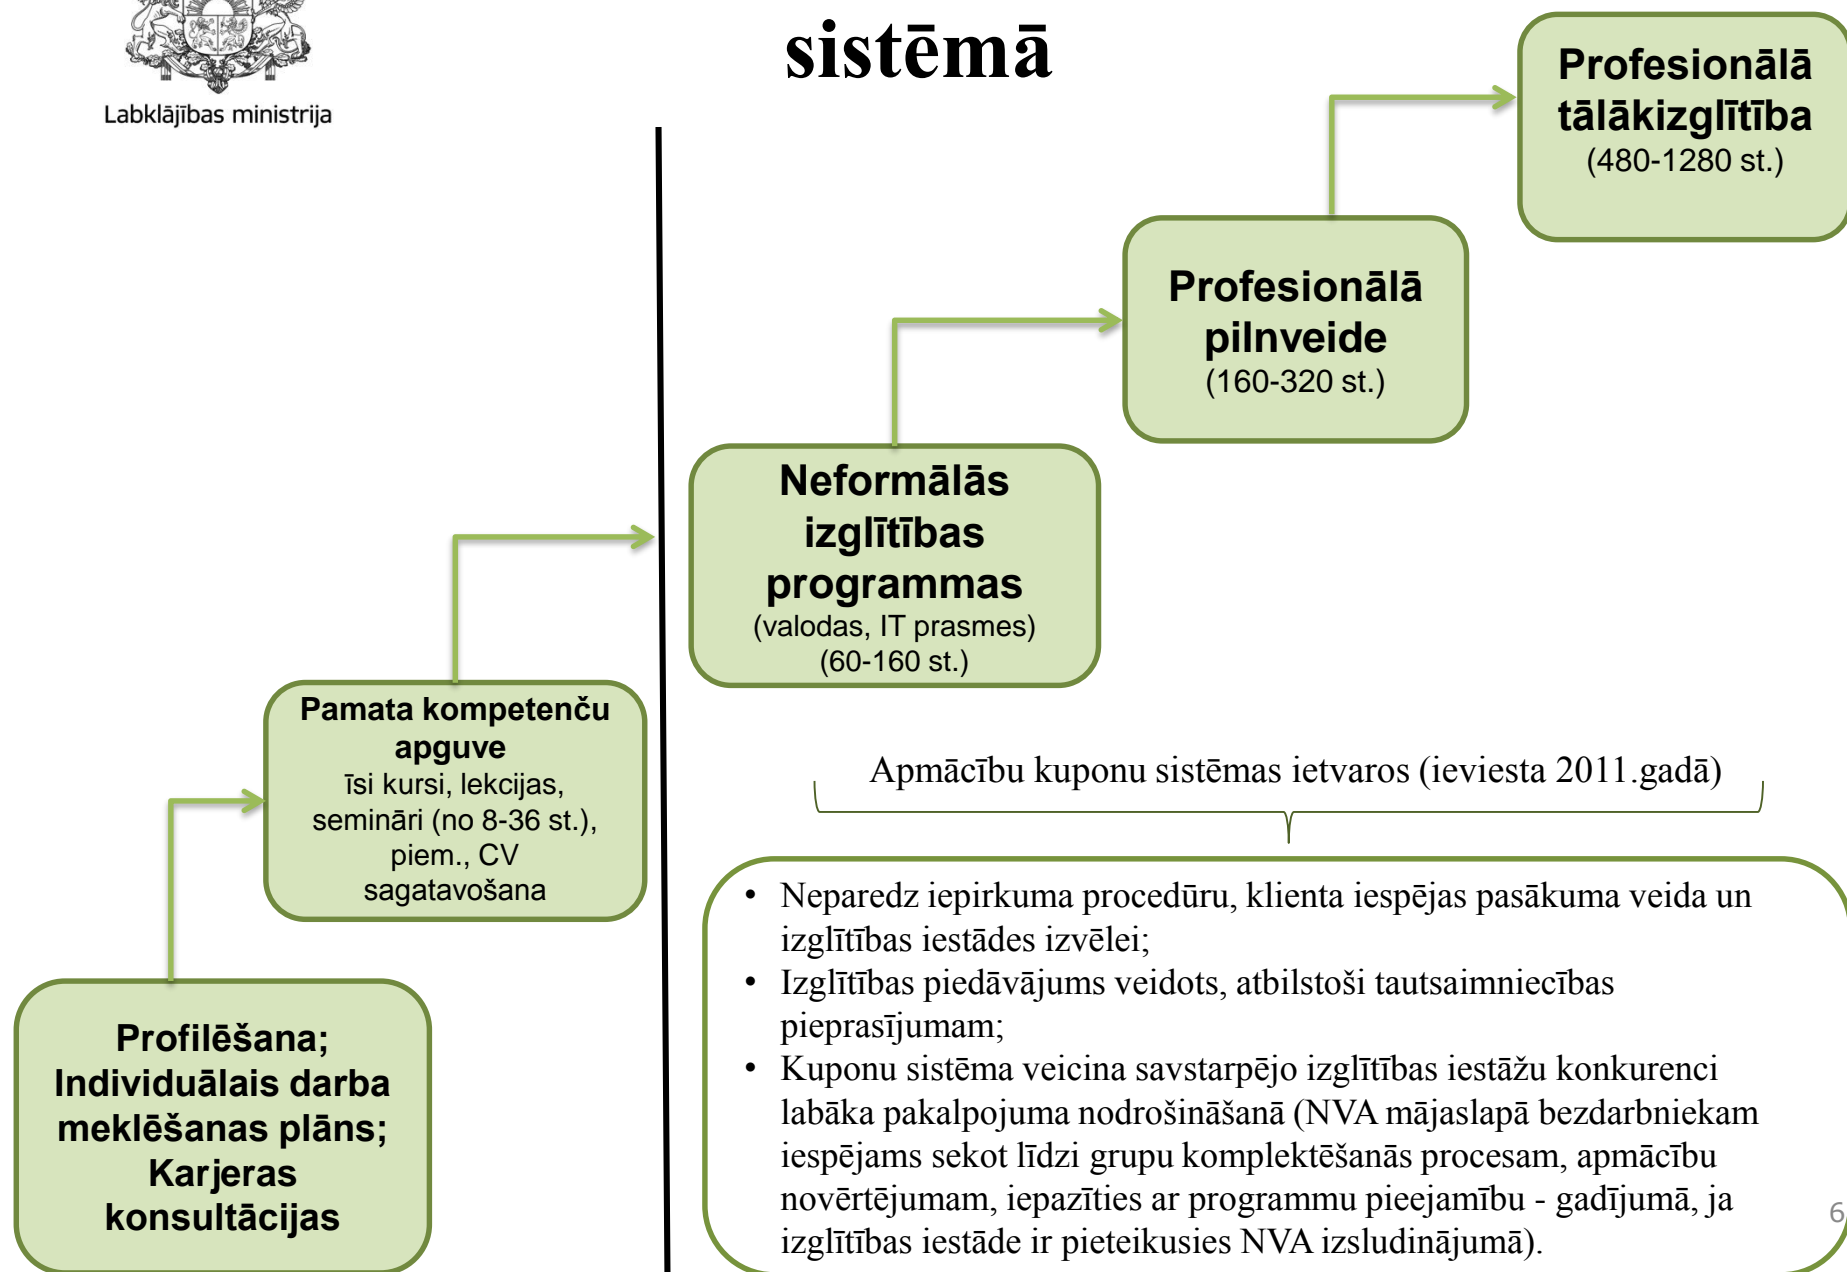 Labklājības ministrija
sistēmā
Profesionālā
tālākizglītība
(480-1280 st.)
Profesionālā
pilnveide
(160-320 st.)
Neformālās
izglītības
programmas
(valodas, IT prasmes)
(60-160 st.)
Pamata kompetenču
apguve
īsi kursi, lekcijas,
semināri (no 8-36 st.),
piem., CV
sagatavošana
Profilēšana;
Individuālais darba
meklēšanas plāns;
Karjeras
konsultācijas
Apmācību kuponu sistēmas ietvaros (ieviesta 2011.gadā)
• Neparedz iepirkuma procedūru, klienta iespējas pasākuma veida un
izglītības iestādes izvēlei;
• Izglītības piedāvājums veidots, atbilstoši tautsaimniecības
pieprasījumam;
• Kuponu sistēma veicina savstarpējo izglītības iestāžu konkurenci
labāka pakalpojuma nodrošināšanā (NVA mājaslapā bezdarbniekam
iespējams sekot līdzi grupu komplektēšanās procesam, apmācību
novērtējumam, iepazīties ar programmu pieejamību - gadījumā, ja
izglītības iestāde ir pieteikusies NVA izsludinājumā).
6